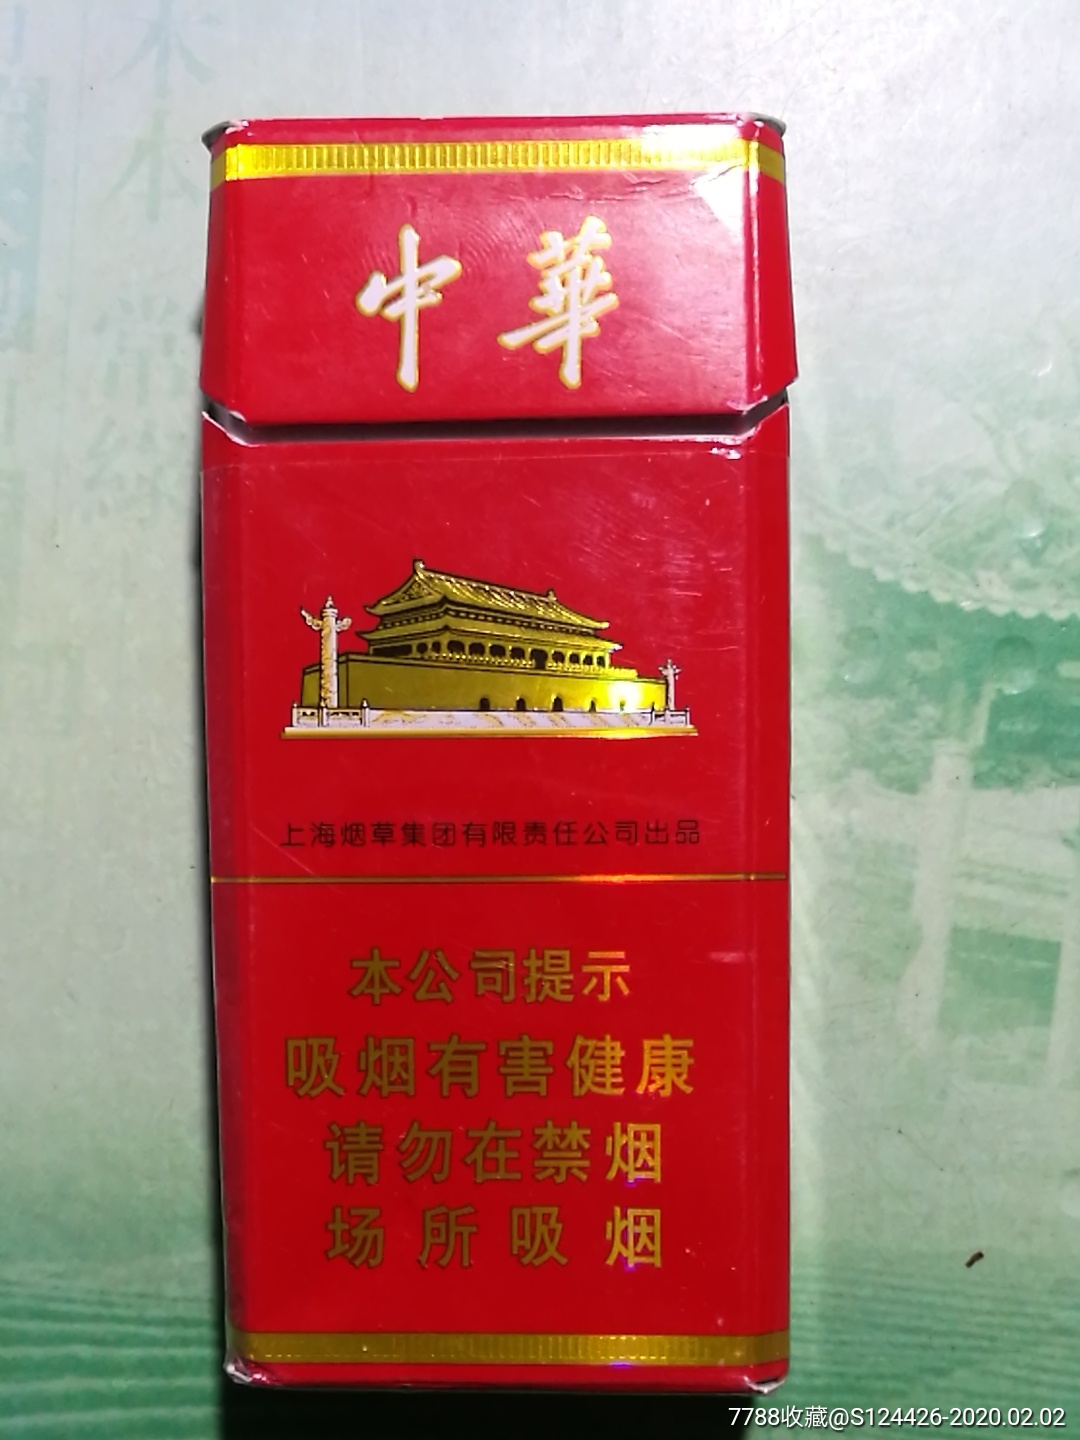 中華
上海烟草集团有限责任公司出品
本公司提示
吸烟有害健康
请勿在禁烟
场所吸烟
7788收藏@S124426-2020.02.02